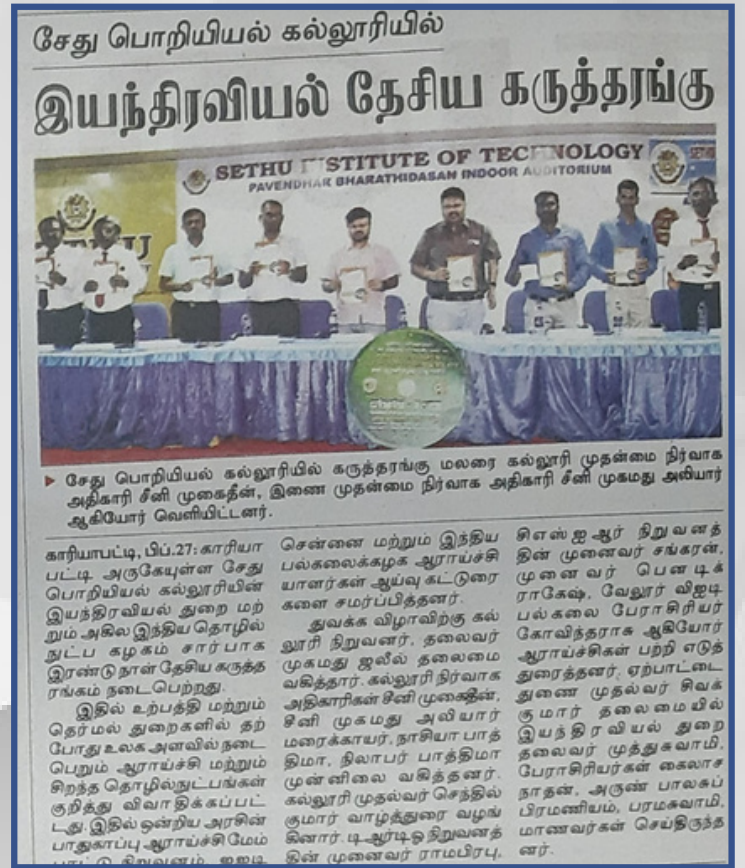 சேது பொறியியல் கல்லூரியில்
இயந்திரவியல் தேசிய கருத்தரங்கு
SETHU INSTITUTE OF TECHNOLOGY
PAVENDHAR BHARATHIDASAN INDOOR AUDITORIUM
சேது பொறியியல் கல்லூரியில் கருத்தரங்கு மலரை கல்லூரி முதன்மை நிர்வாக
அதிகாரி சீனி முகைதீன், இணை முதன்மை நிர்வாக அதிகாரி சீனி முகமது அலியார்
ஆகியோர் வெளியிட்டனர்.
காரியாபட்டி, பிப்.27: காரியா
பட்டி அருகேயுள்ள சேது
பொறியியல் கல்லூரியின்
இயந்திரவியல் துறை மற்
றும் அகில இந்திய தொழில்
நுட்ப கழகம் சார்பாக
இரண்டு நாள் தேசிய கருத்த
ரங்கம் நடைபெற்றது.
இதில் உற்பத்தி மற்றும்
தெர்மல் துறைகளில் தற்
போது உலக அளவில் நடை
பெறும் ஆராய்ச்சி மற்றும்
சிறந்த தொழில்நுட்பங்கள்
குறித்து விவாதிக்கப்பட்
டது. இதில் ஒன்றிய அரசின்
பாதுகாப்பு ஆராய்ச்சி மேம்
பாட்டு நிறுவனம், ஐஐடி
சென்னை மற்றும் இந்திய
பல்கலைக்கழக ஆராய்ச்சி
யாளர்கள் ஆய்வு கட்டுரை
களை சமர்ப்பித்தனர்.
துவக்க விழாவிற்கு கல்
லூரி நிறுவனர், தலைவர்
முகமது ஜலீல் தலைமை
வகித்தார். கல்லூரி நிர்வாக
அதிகாரிகள் சீனி முகைதீன்,
சீனி முகமது அலியார்
மரைக்காயர், நாசியா பாத்
திமா, நிலாபர் பாத்திமா
முன்னிலை வகித்தனர்.
கல்லூரி முதல்வர் செந்தில்
குமார் வாழ்த்துரை வழங்
கினார். டிஆர்டிஓ நிறுவனத்
தின் முனைவர் ராமபிரபு,
சிஎஸ்ஐஆர் நிறுவனத்
தின் முனைவர் சங்கரன்,
முனைவர் பெனடிக்
ராகேஷ், வேலூர் விஐடி
பல்கலை பேராசிரியர்
கோவிந்தராசு ஆகியோர்
ஆராய்ச்சிகள் பற்றி எடுத்
துரைத்தனர். ஏற்பாட்டை
துணை முதல்வர் சிவக்
குமார் தலைமையில்
இயந்திரவியல் துறை
தலைவர் முத்துசுவாமி,
பேராசிரியர்கள் கைலாச
நாதன், அருண் பாலசுப்
பிரமணியம், பரமசுவாமி,
மாணவர்கள் செய்திருந்த
னர்.